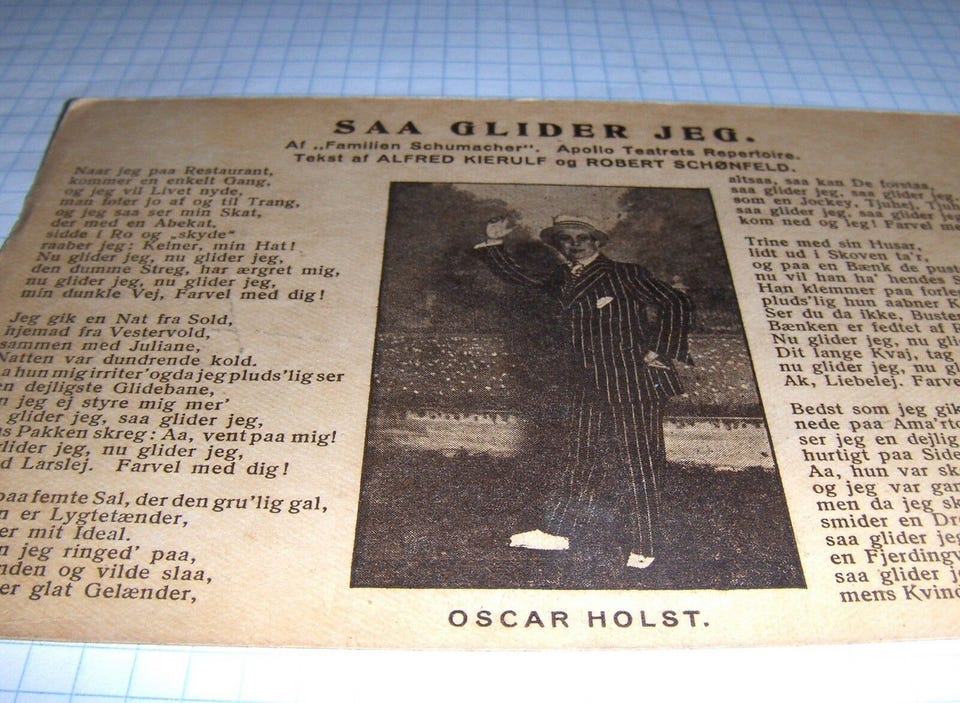 SAA GLIDER JEG.
Af „Familien Schumacher". Apollo Teatrets Repertoire.
Tekst af ALFRED KIERULF og ROBERT SCHØNFELD.
Naar jeg paa Restaurant,
kommer en enkelt Gang,
og jeg vil Livet nyde,
man føler jo af og til Trang,
og jeg saa ser min Skat,
der med en Abekat,
sidde i Ro og „skyde"
raaber jeg: Kelner, min Hat!
Nu glider jeg, nu glider jeg,
den dumme Streg, har ærgret mig,
nu glider jeg, nu glider jeg,
min dunkle Vej, Farvel med dig!
Jeg gik en Nat fra Sold,
hjemad fra Vestervold,
sammen med Juliane,
Natten var dundrende kold.
hun mig irriter' og da jeg pluds'lig ser
dejligste Glidebane,
jeg ej styre mig mer'
glider jeg, saa glider jeg,
Pakken skreg: Aa, vent paa mig!
glider jeg, nu glider jeg,
Larslej. Farvel med dig!
paa femte Sal, der den gru'lig gal,
er Lygtetænder,
er mit Ideal.
jeg ringed' paa,
og vilde slaa,
er glat Gelænder,
altsaa, saa kan De forstaa,
saa glider jeg, saa glider jeg,
som en Jockey, Tjuhej,
saa glider jeg, saa glider jeg
kom ned og leg! Farvel
Trine med sin Husar,
lidt ud i Skoven ta'r,
og paa en Bænk de
nu vil han ha' hendes
Han klemmer paa
pluds'lig hun aabner
Ser du da ikke,
Bænken er fedtet af
Nu glider jeg, nu
Dit lange Kvaj, tag
nu glider jeg, nu
Ak, Liebelej.
Bedst som jeg gik
nede paa
ser jeg en dejlig
hurtigt paa
Aa, hun var
og jeg var
men da jeg
smider en
saa glider jeg
en
saa glider
mens
OSCAR HOLST.